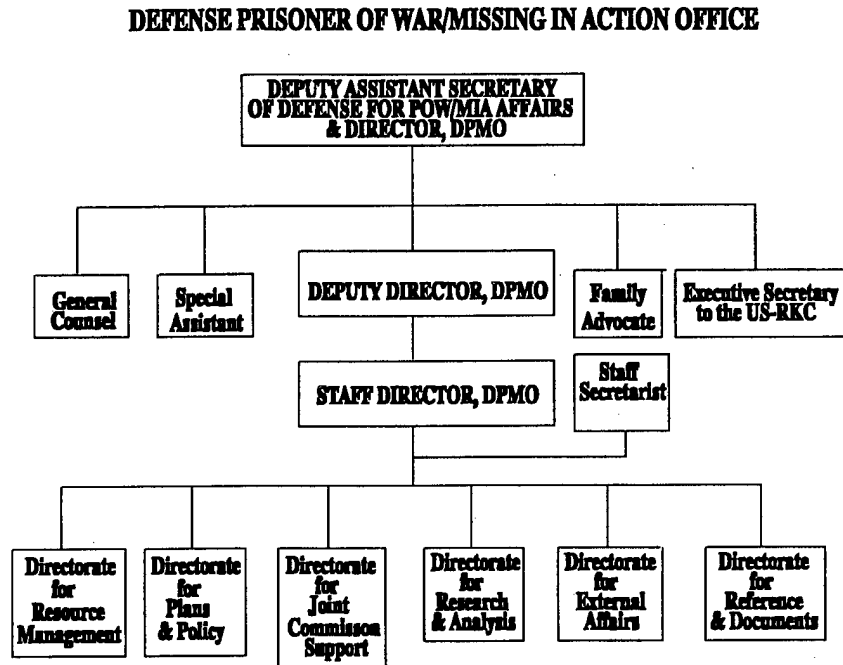 DEFENSE PRISONER OF WAR/MISSING IN ACTION OFFICE
DEPUTY ASSISTANT SECRETARY
OF DEFENSE FOR POW/MIA AFFAIRS
& DIRECTOR, DPMO
General
Counsel
Special
Assistant
DEPUTY DIRECTOR, DPMO
Family
Advocate
Executive Secretary
to the US-RKC
STAFF DIRECTOR, DPMO
Staff
Secretarist
Directorate
for
Resource
Management
Directorate
for
Plans
& Policy
Directorate
for
Joint
Commisson
Support
Directorate
for
Research
& Analysis
Directorate
for
External
Affairs
Directorate
for
Reference
& Documents